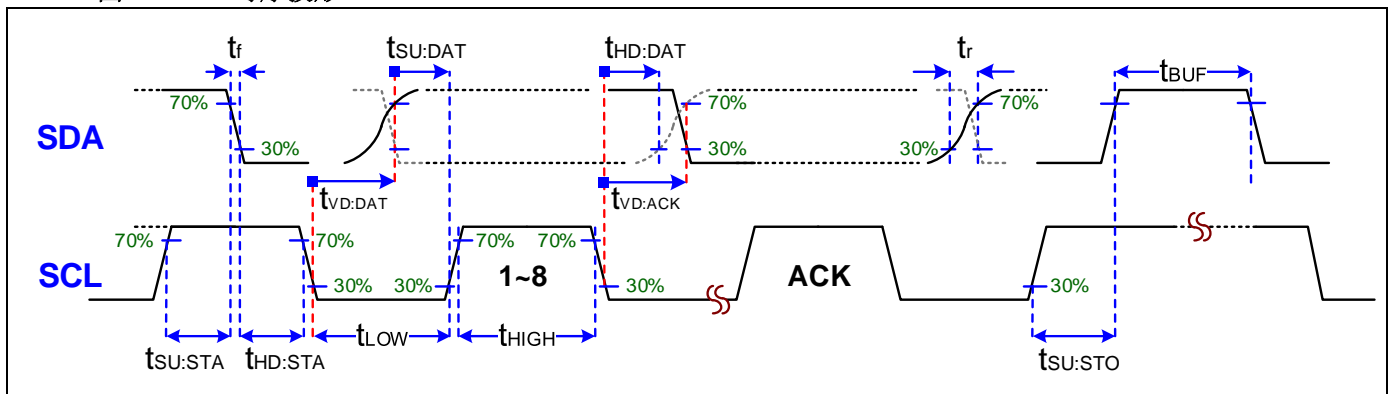 tf
tSU:DAT
tHD:DAT
tr
tBUF
70%
70%
70%
SDA
30%
30%
30%
tVD:DAT
tVD:ACK
70%
70%
70%
70%
SCL
30%
30%
1~8
30%
ACK
30%
tSU:STA
tHD:STA
tLOW
tHIGH
tSU:STO